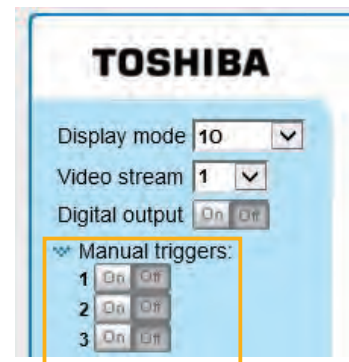 TOSHIBA
Display mode 10
Video stream 1
Digital output On Off
Manual triggers:
1 On Off
2 On Off
3 On Off